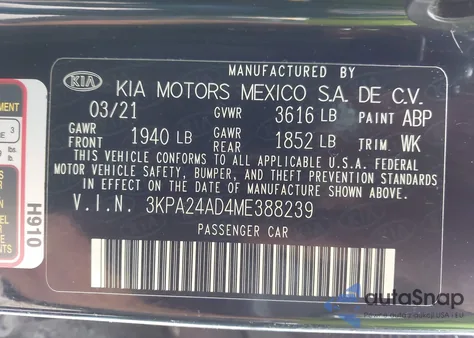 MANUFACTURED BY
KIA KIA MOTORS MEXICO S.A. DE C.V.
03/21 GVWR 3616 LB PAINT ABP
GAWR FRONT 1940 LB GAWR REAR 1852 LB TRIM WK
THIS VEHICLE CONFORMS TO ALL APPLICABLE U.S.A. FEDERAL
MOTOR VEHICLE SAFETY, BUMPER, AND THEFT PREVENTION STANDARDS
IN EFFECT ON THE DATE OF MANUFACTURE SHOWN ABOVE.
V.I.N. 3KPA24AD4ME388239
PASSENGER CAR
H910
3
autoSnap